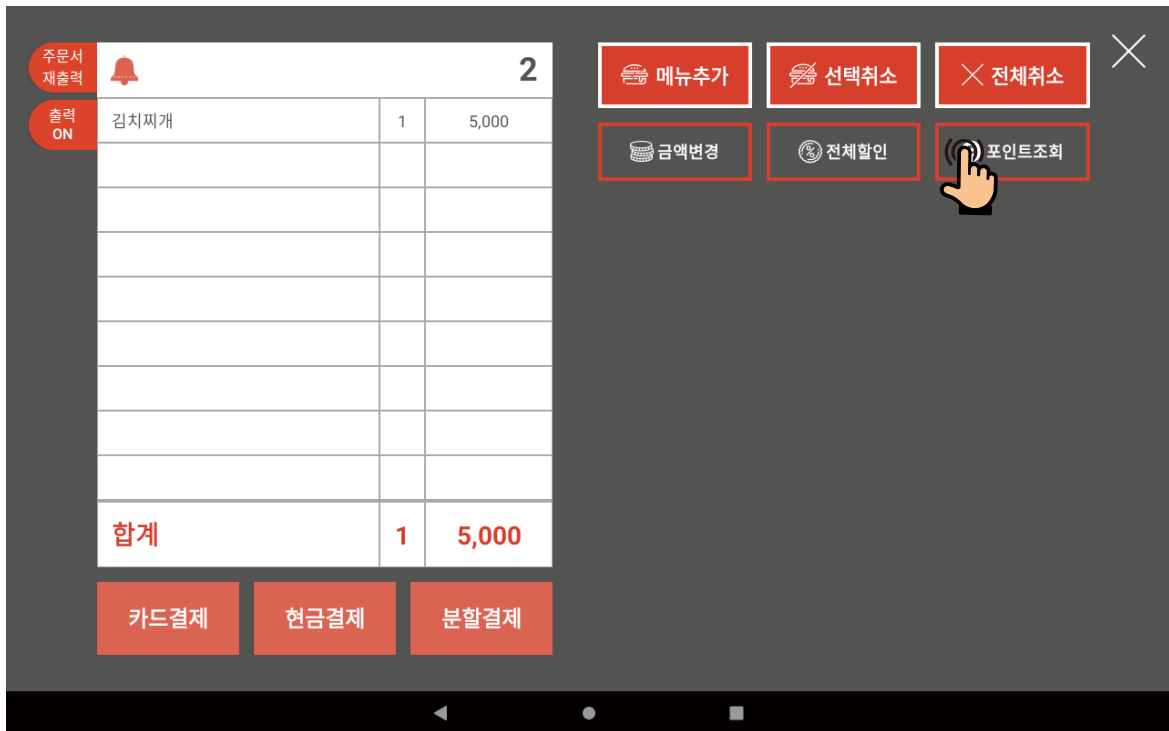 주문서
재출력
출력
ON
2
김치찌개 1 5,000
합계 1 5,000
카드결제 현금결제 분할결제
메뉴추가 선택취소 전체취소
금액변경 전체할인 포인트조회